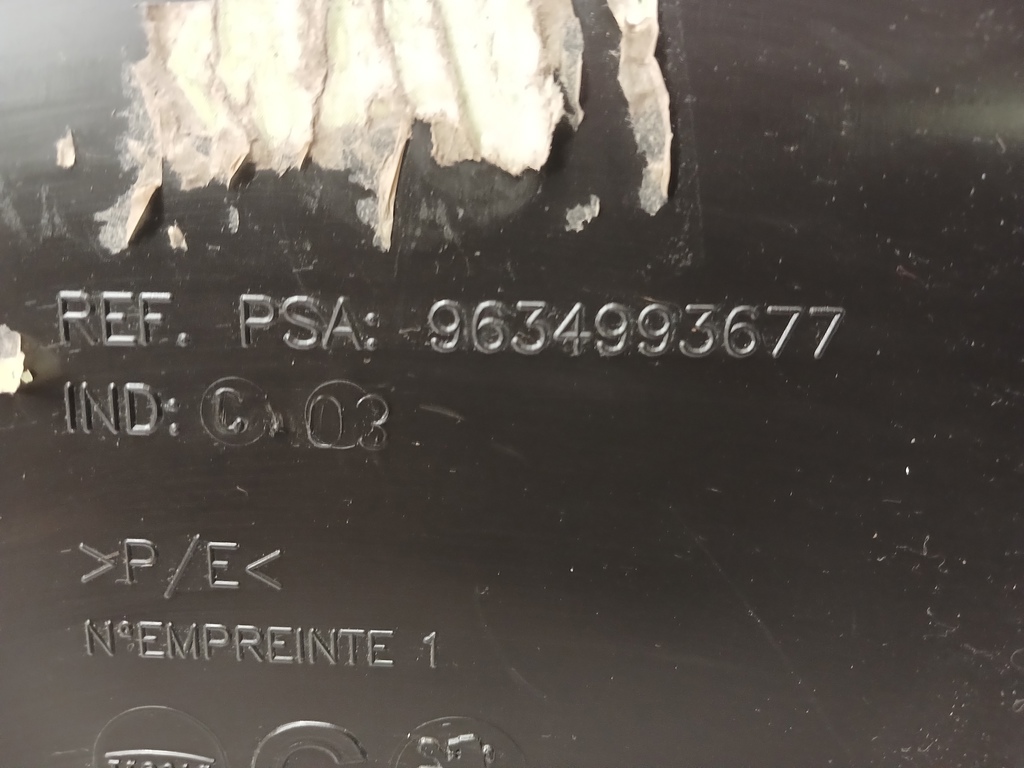 REF. PSA: 9634993677
IND: C 03
>P/E<
N°EMPREINTE 1